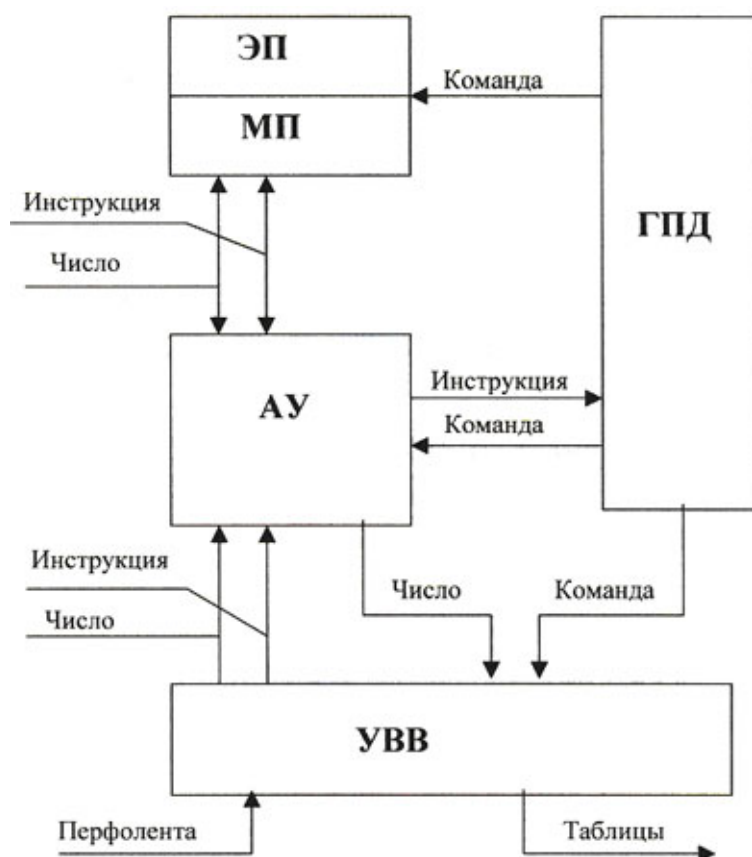 ЭП
Команда
МП
Инструкция
ГПД
Число
АУ
Инструкция
Команда
Инструкция
Число
Команда
Число
УВВ
Перфолента
Таблицы